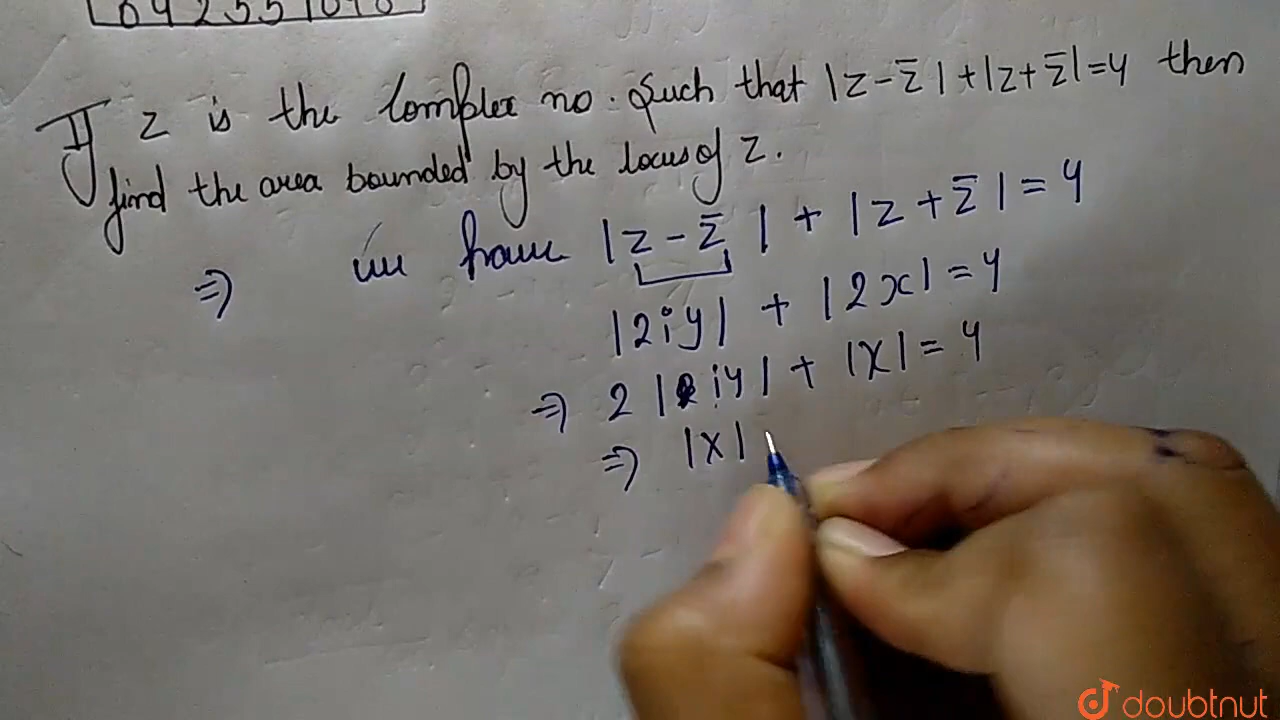 642551048
If z is the complex no. Such that |z-z̄|+|z+z̄|=4 then
find the area bounded by the locus of z.
⇒ we have |z-z̄|+|z+z̄|=4
|2iy|+|2x|=4
⇒ 2|iy|+|x|=4
⇒ |x|
doubtnut